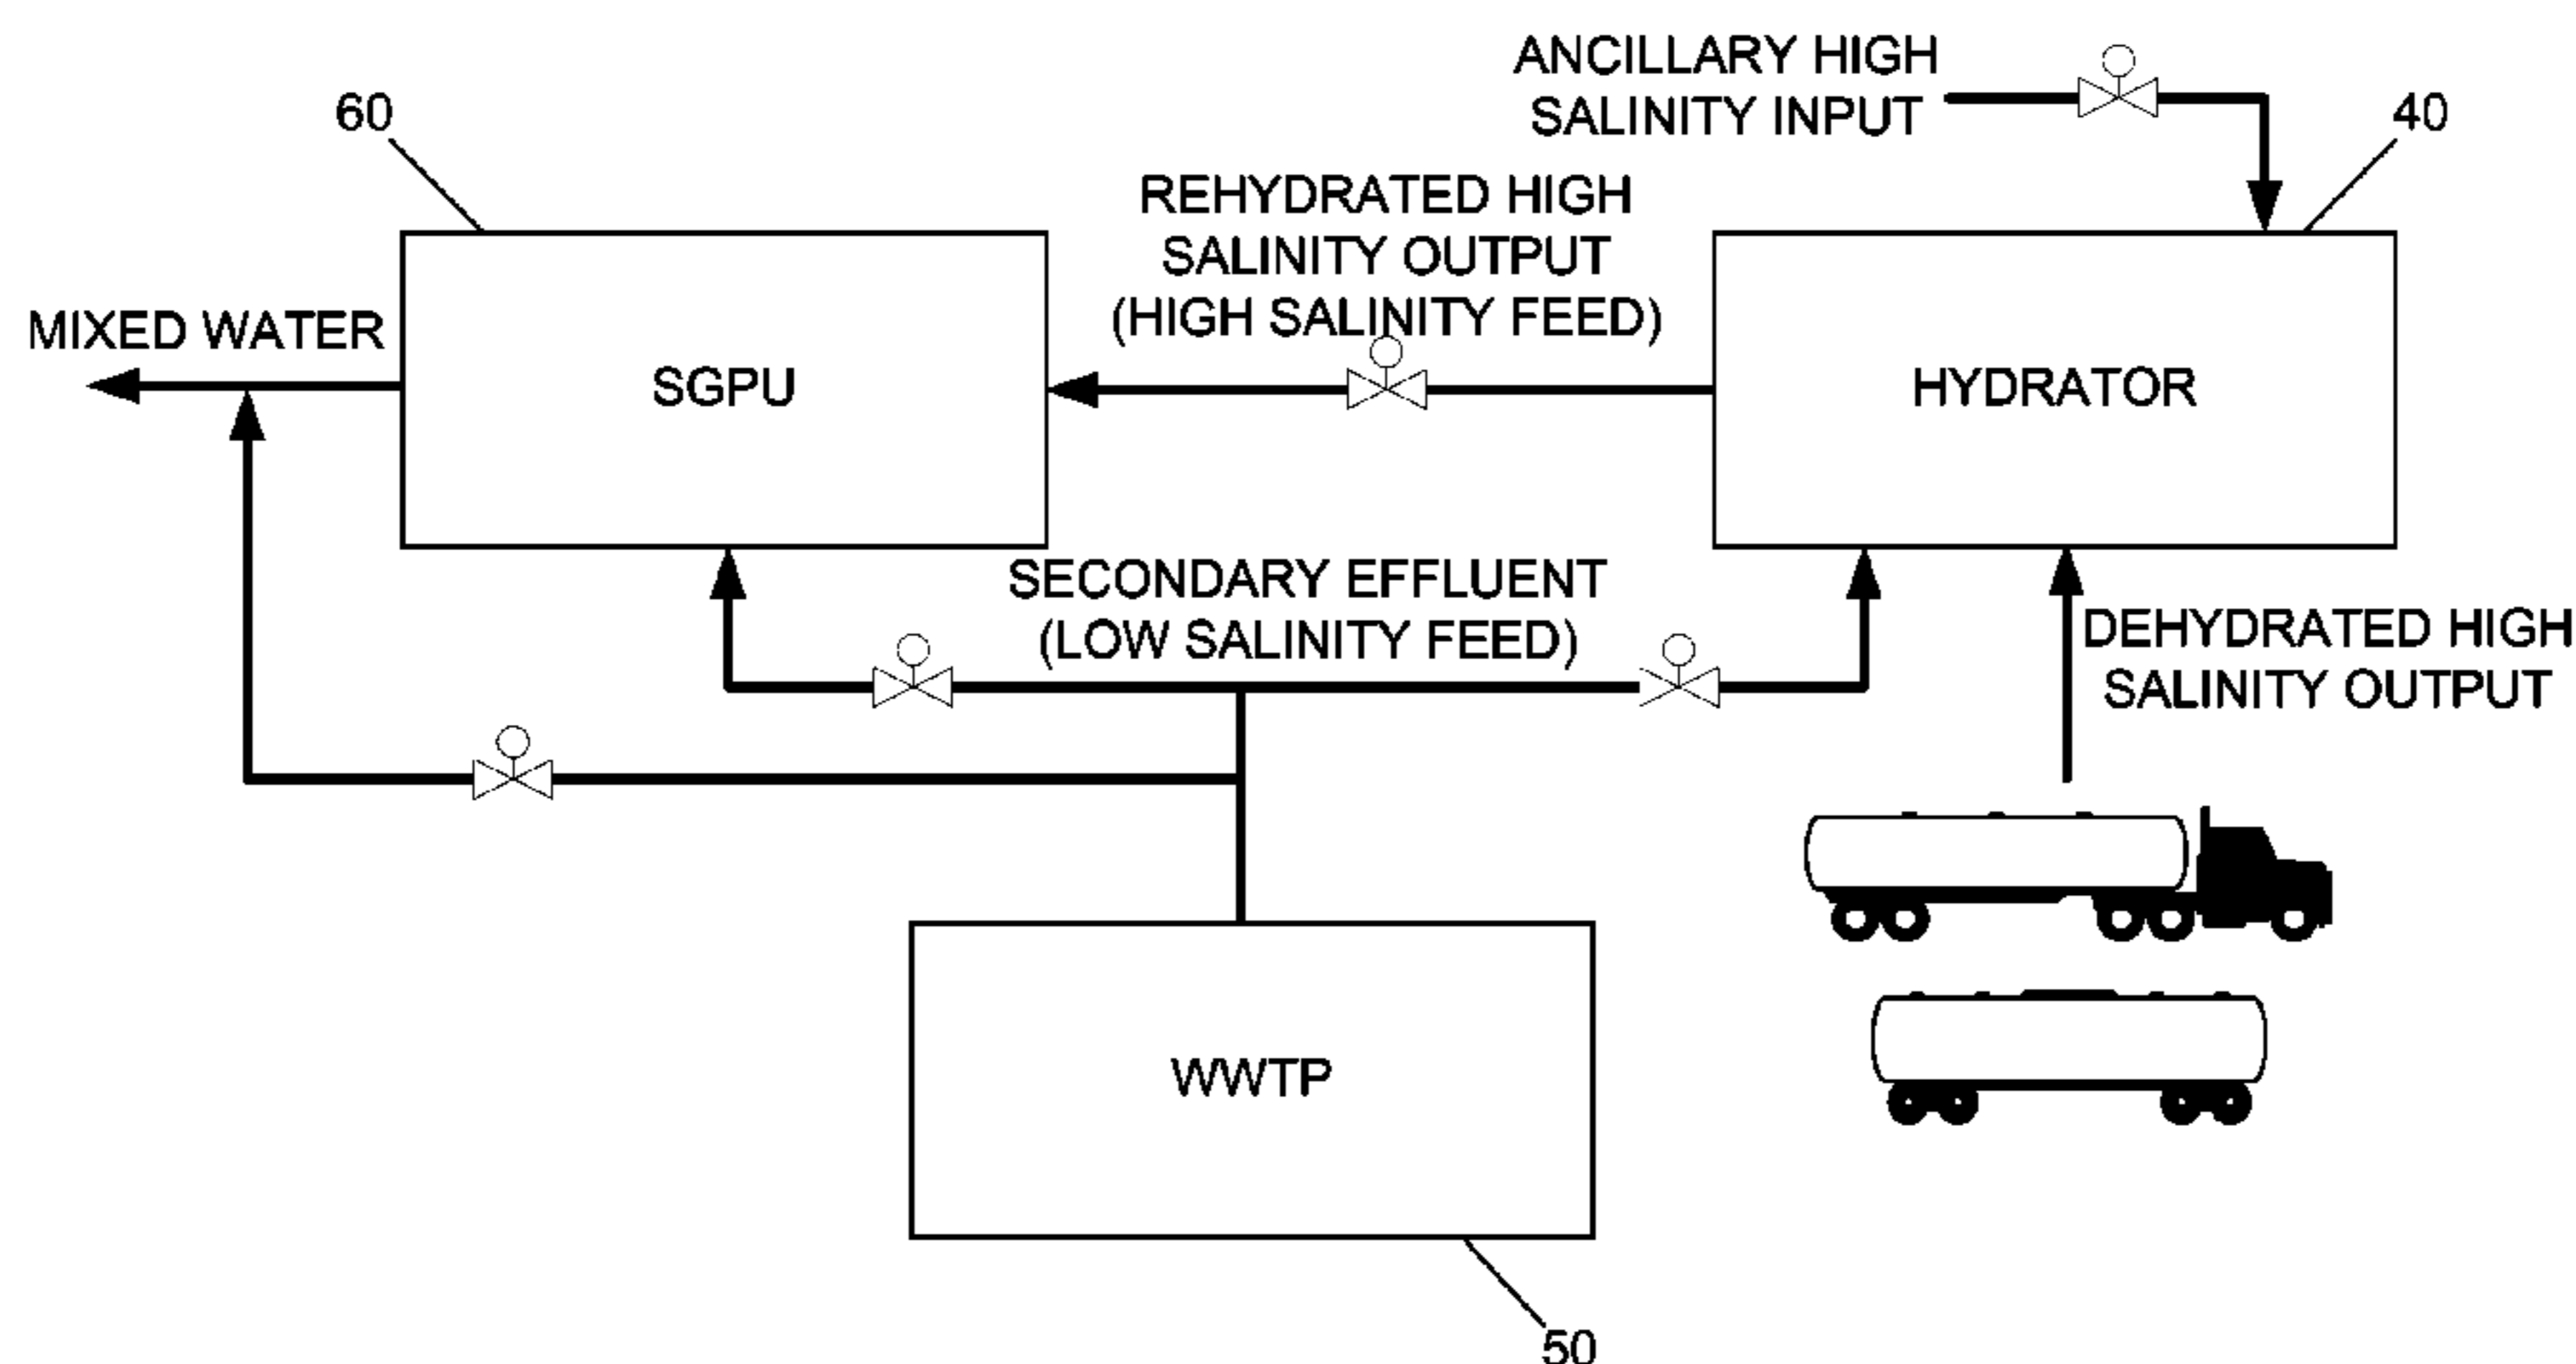 ANCILLARY HIGH
SALINITY INPUT
60
40
REHYDRATED HIGH
SALINITY OUTPUT
(HIGH SALINITY FEED)
MIXED WATER
SGPU
HYDRATOR
SECONDARY EFFLUENT
(LOW SALINITY FEED)
DEHYDRATED HIGH
SALINITY OUTPUT
WWTP
50